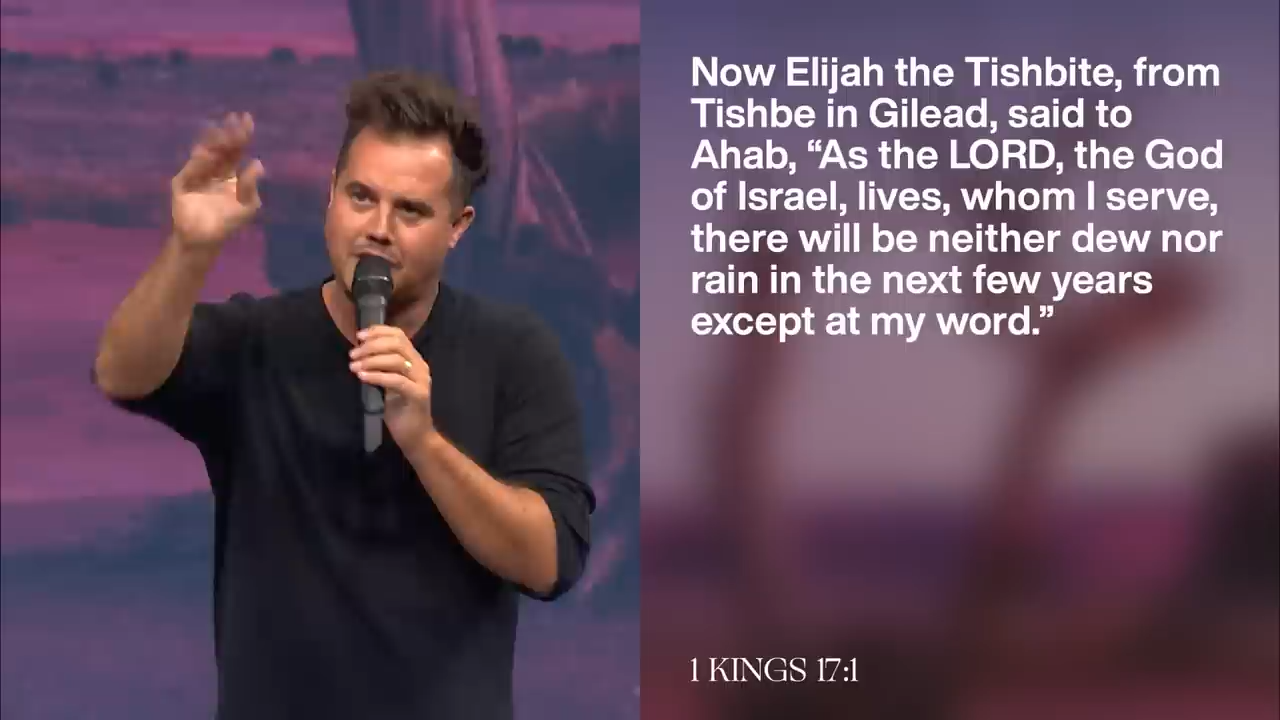 Now Elijah the Tishbite, from
Tishbe in Gilead, said to
Ahab, “As the LORD, the God
of Israel, lives, whom I serve,
there will be neither dew nor
rain in the next few years
except at my word.”
1 KINGS 17:1